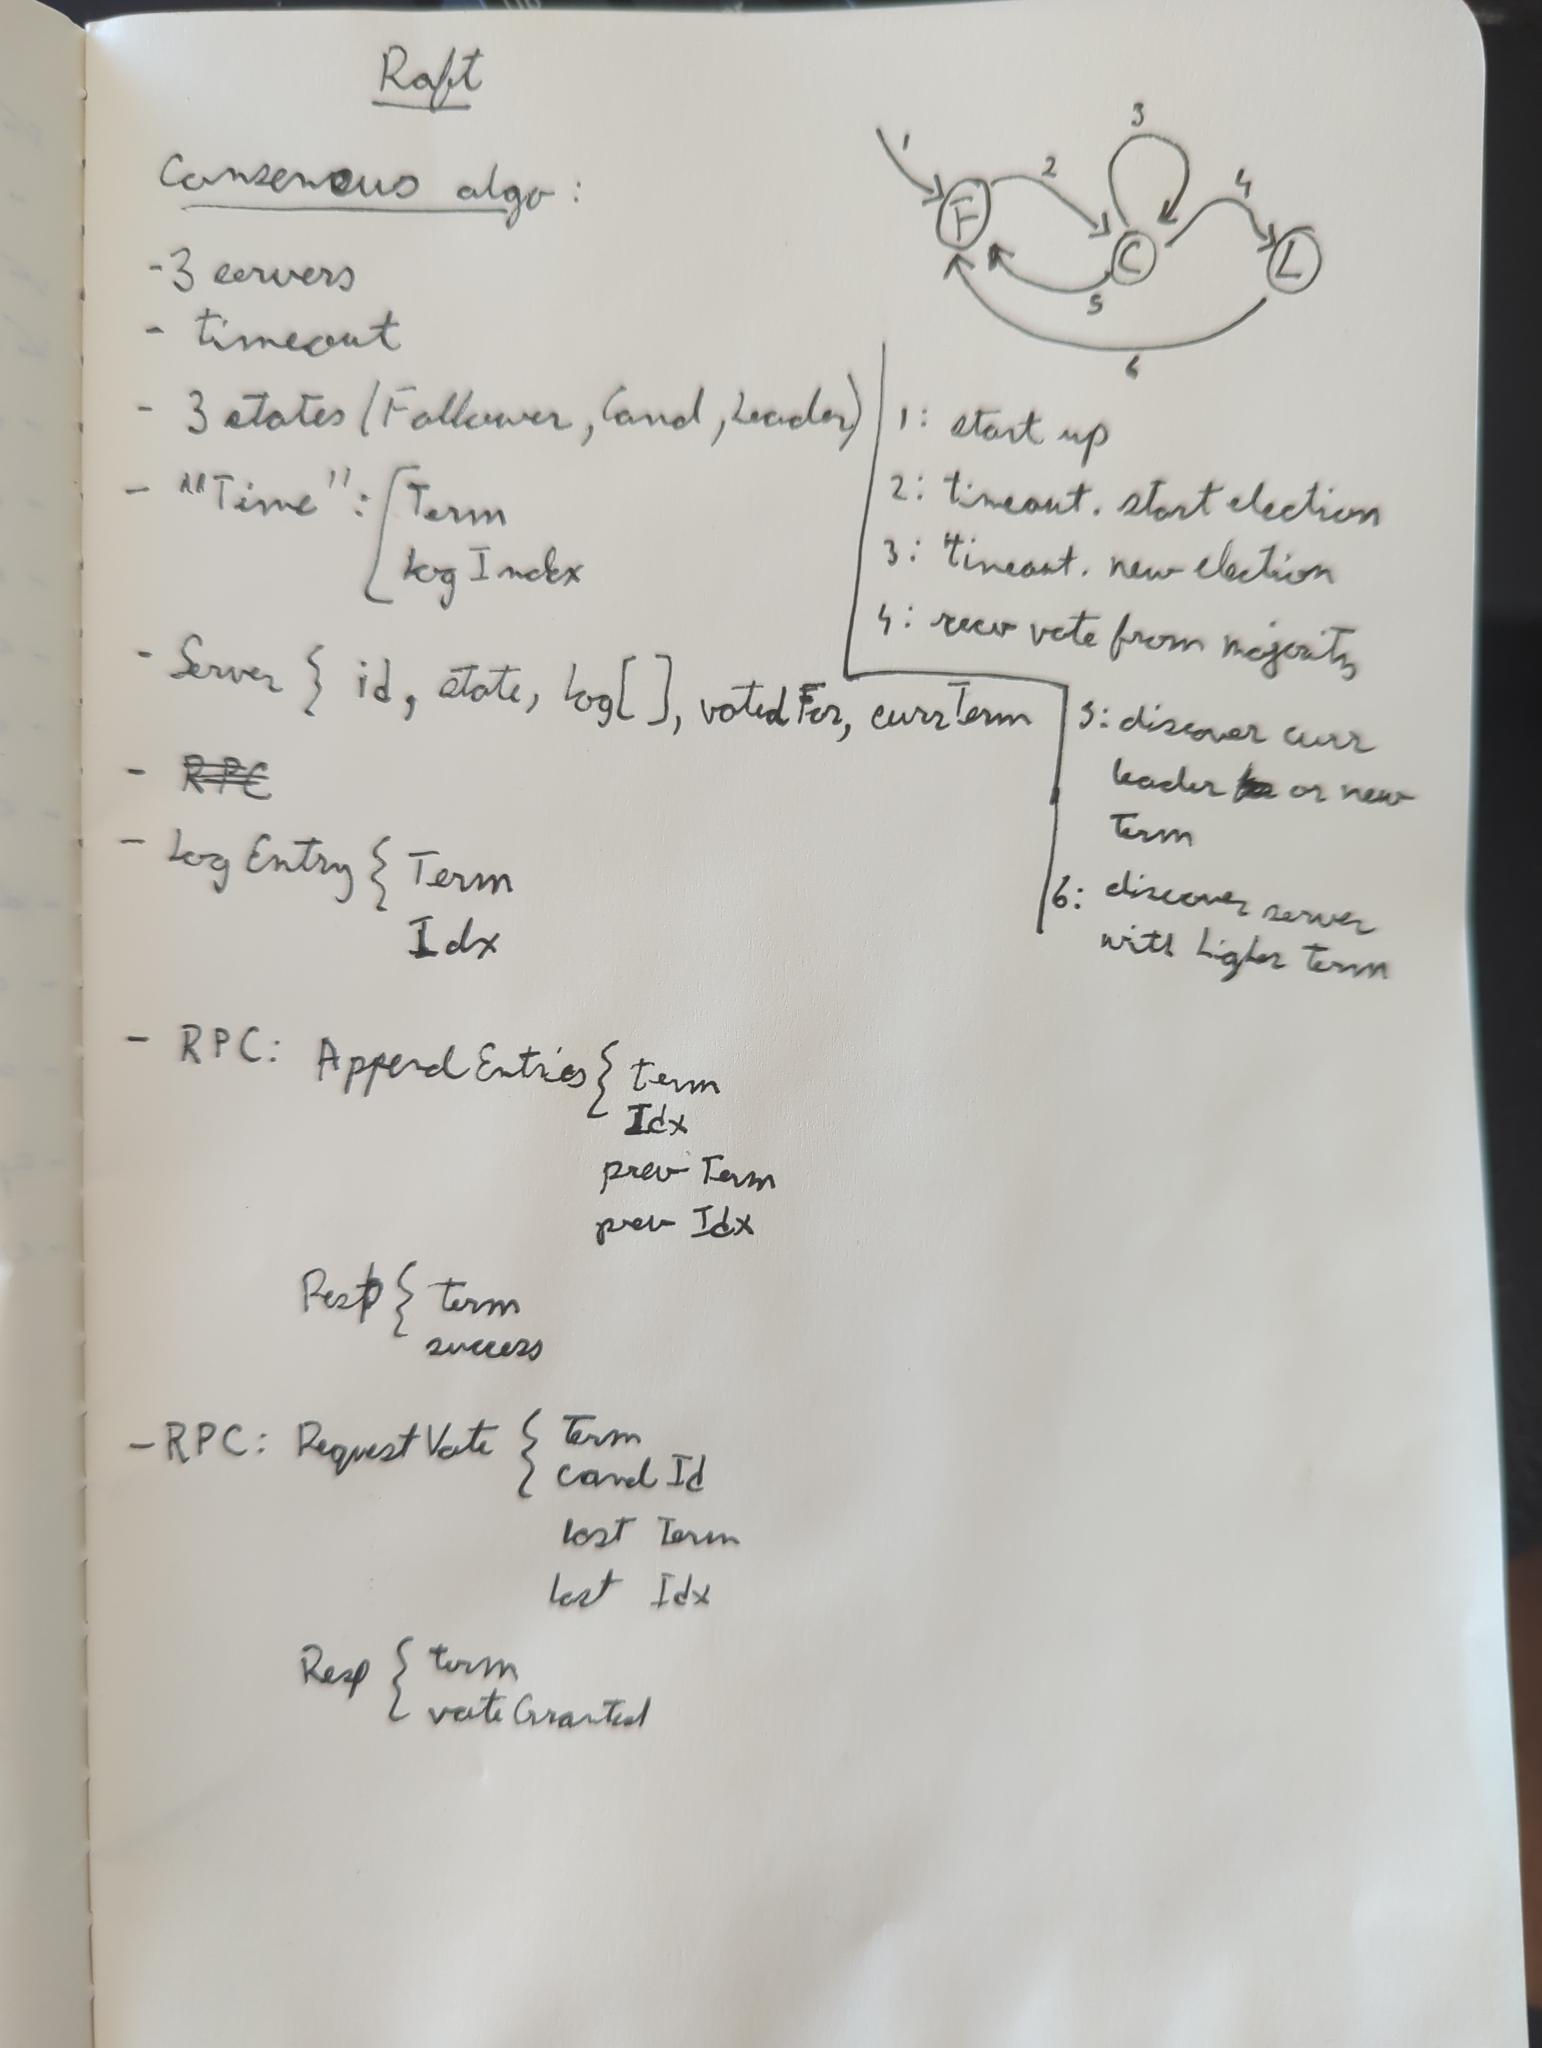 Raft
Consensus algo:
- 3 servers
- timeout
- 3 states (Follower, Cand, Leader)
- "Time": { Term
log Index
- Server { id, state, log[], votedFor, currTerm
- RPC
- Log Entry { Term
Idx
- RPC: AppendEntries { term
Idx
prev Term
prev Idx
Resp { term
success
- RPC: RequestVote { Term
cand Id
last Term
last Idx
Resp { term
voteGranted
1
2
3
4
F
C
L
5
6
1: start up
2: timeout. start election
3: timeout. new election
4: recv vote from majority
5: discover curr
leader or new
Term
6: discover server
with higher term